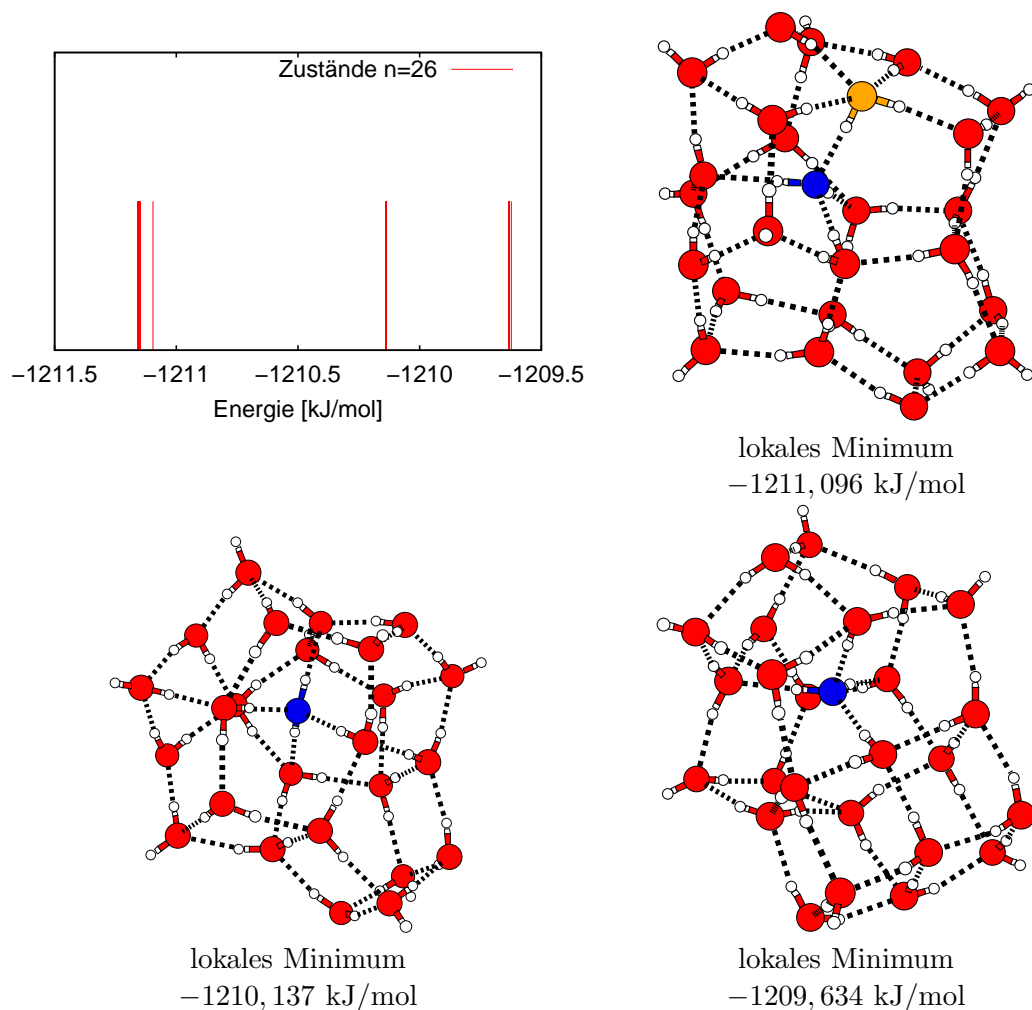 Zustände n=26
−1211.5 −1211 −1210.5 −1210 −1209.5
Energie [kJ/mol]
lokales Minimum
−1211, 096 kJ/mol
lokales Minimum
−1210, 137 kJ/mol
lokales Minimum
−1209, 634 kJ/mol